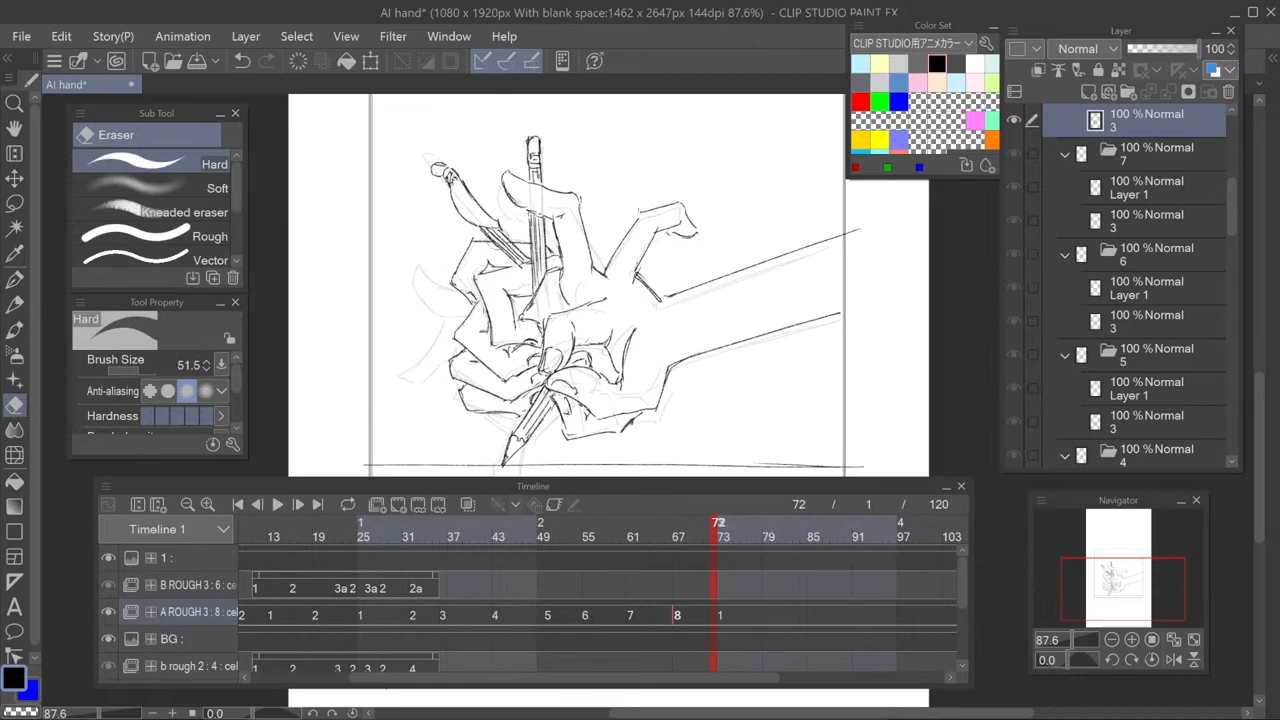 AI hand* (1080 x 1920px With blank space:1462 x 2647px 144dpi 87.6%) - CLIP STUDIO PAINT EX
File Edit Story(P) Animation Layer Select View Filter Window Help
AI hand*
Sub Tool
Eraser
Hard
Soft
Kneaded eraser
Rough
Vector
Tool Property
Hard
Brush Size 51.5
Anti-aliasing
Hardness
Color Set
CLIP STUDIO用アニメカラー
Layer
Normal 100
100 %Normal
3
100 %Normal
7
100 %Normal
Layer 1
100 %Normal
3
100 %Normal
6
100 %Normal
Layer 1
100 %Normal
3
100 %Normal
5
100 %Normal
Layer 1
100 %Normal
3
100 %Normal
4
Timeline
72 / 1 / 120
Timeline 1
1 2 4
13 19 25 31 37 43 49 55 61 67 73 79 85 91 97 103
1 :
B ROUGH 3 : 6 : cel 1 2 3a 2 3a 2 2a
A ROUGH 3 : 8 : cel 2 1 2 1 2 3 4 5 6 7 8 1
BG :
b rough 2 : 4 : cel 1 2 3 2 3 2 4
Navigator
87.6
0.0
87.6 0.0